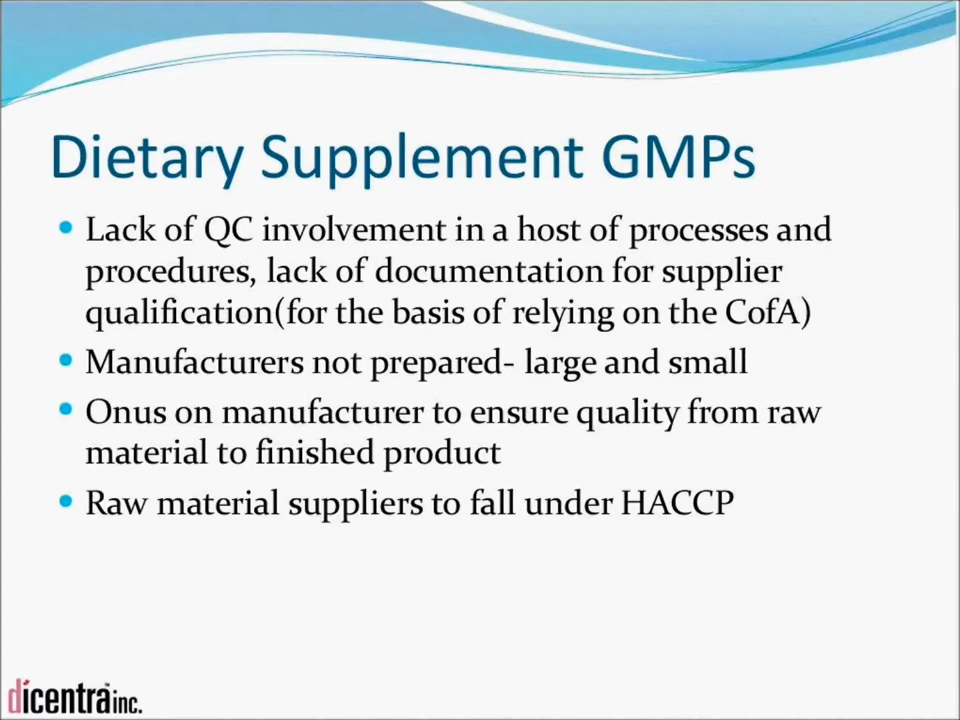 Dietary Supplement GMPs
• Lack of QC involvement in a host of processes and
procedures, lack of documentation for supplier
qualification(for the basis of relying on the CofA)
• Manufacturers not prepared- large and small
• Onus on manufacturer to ensure quality from raw
material to finished product
• Raw material suppliers to fall under HACCP
dicentra™ inc.